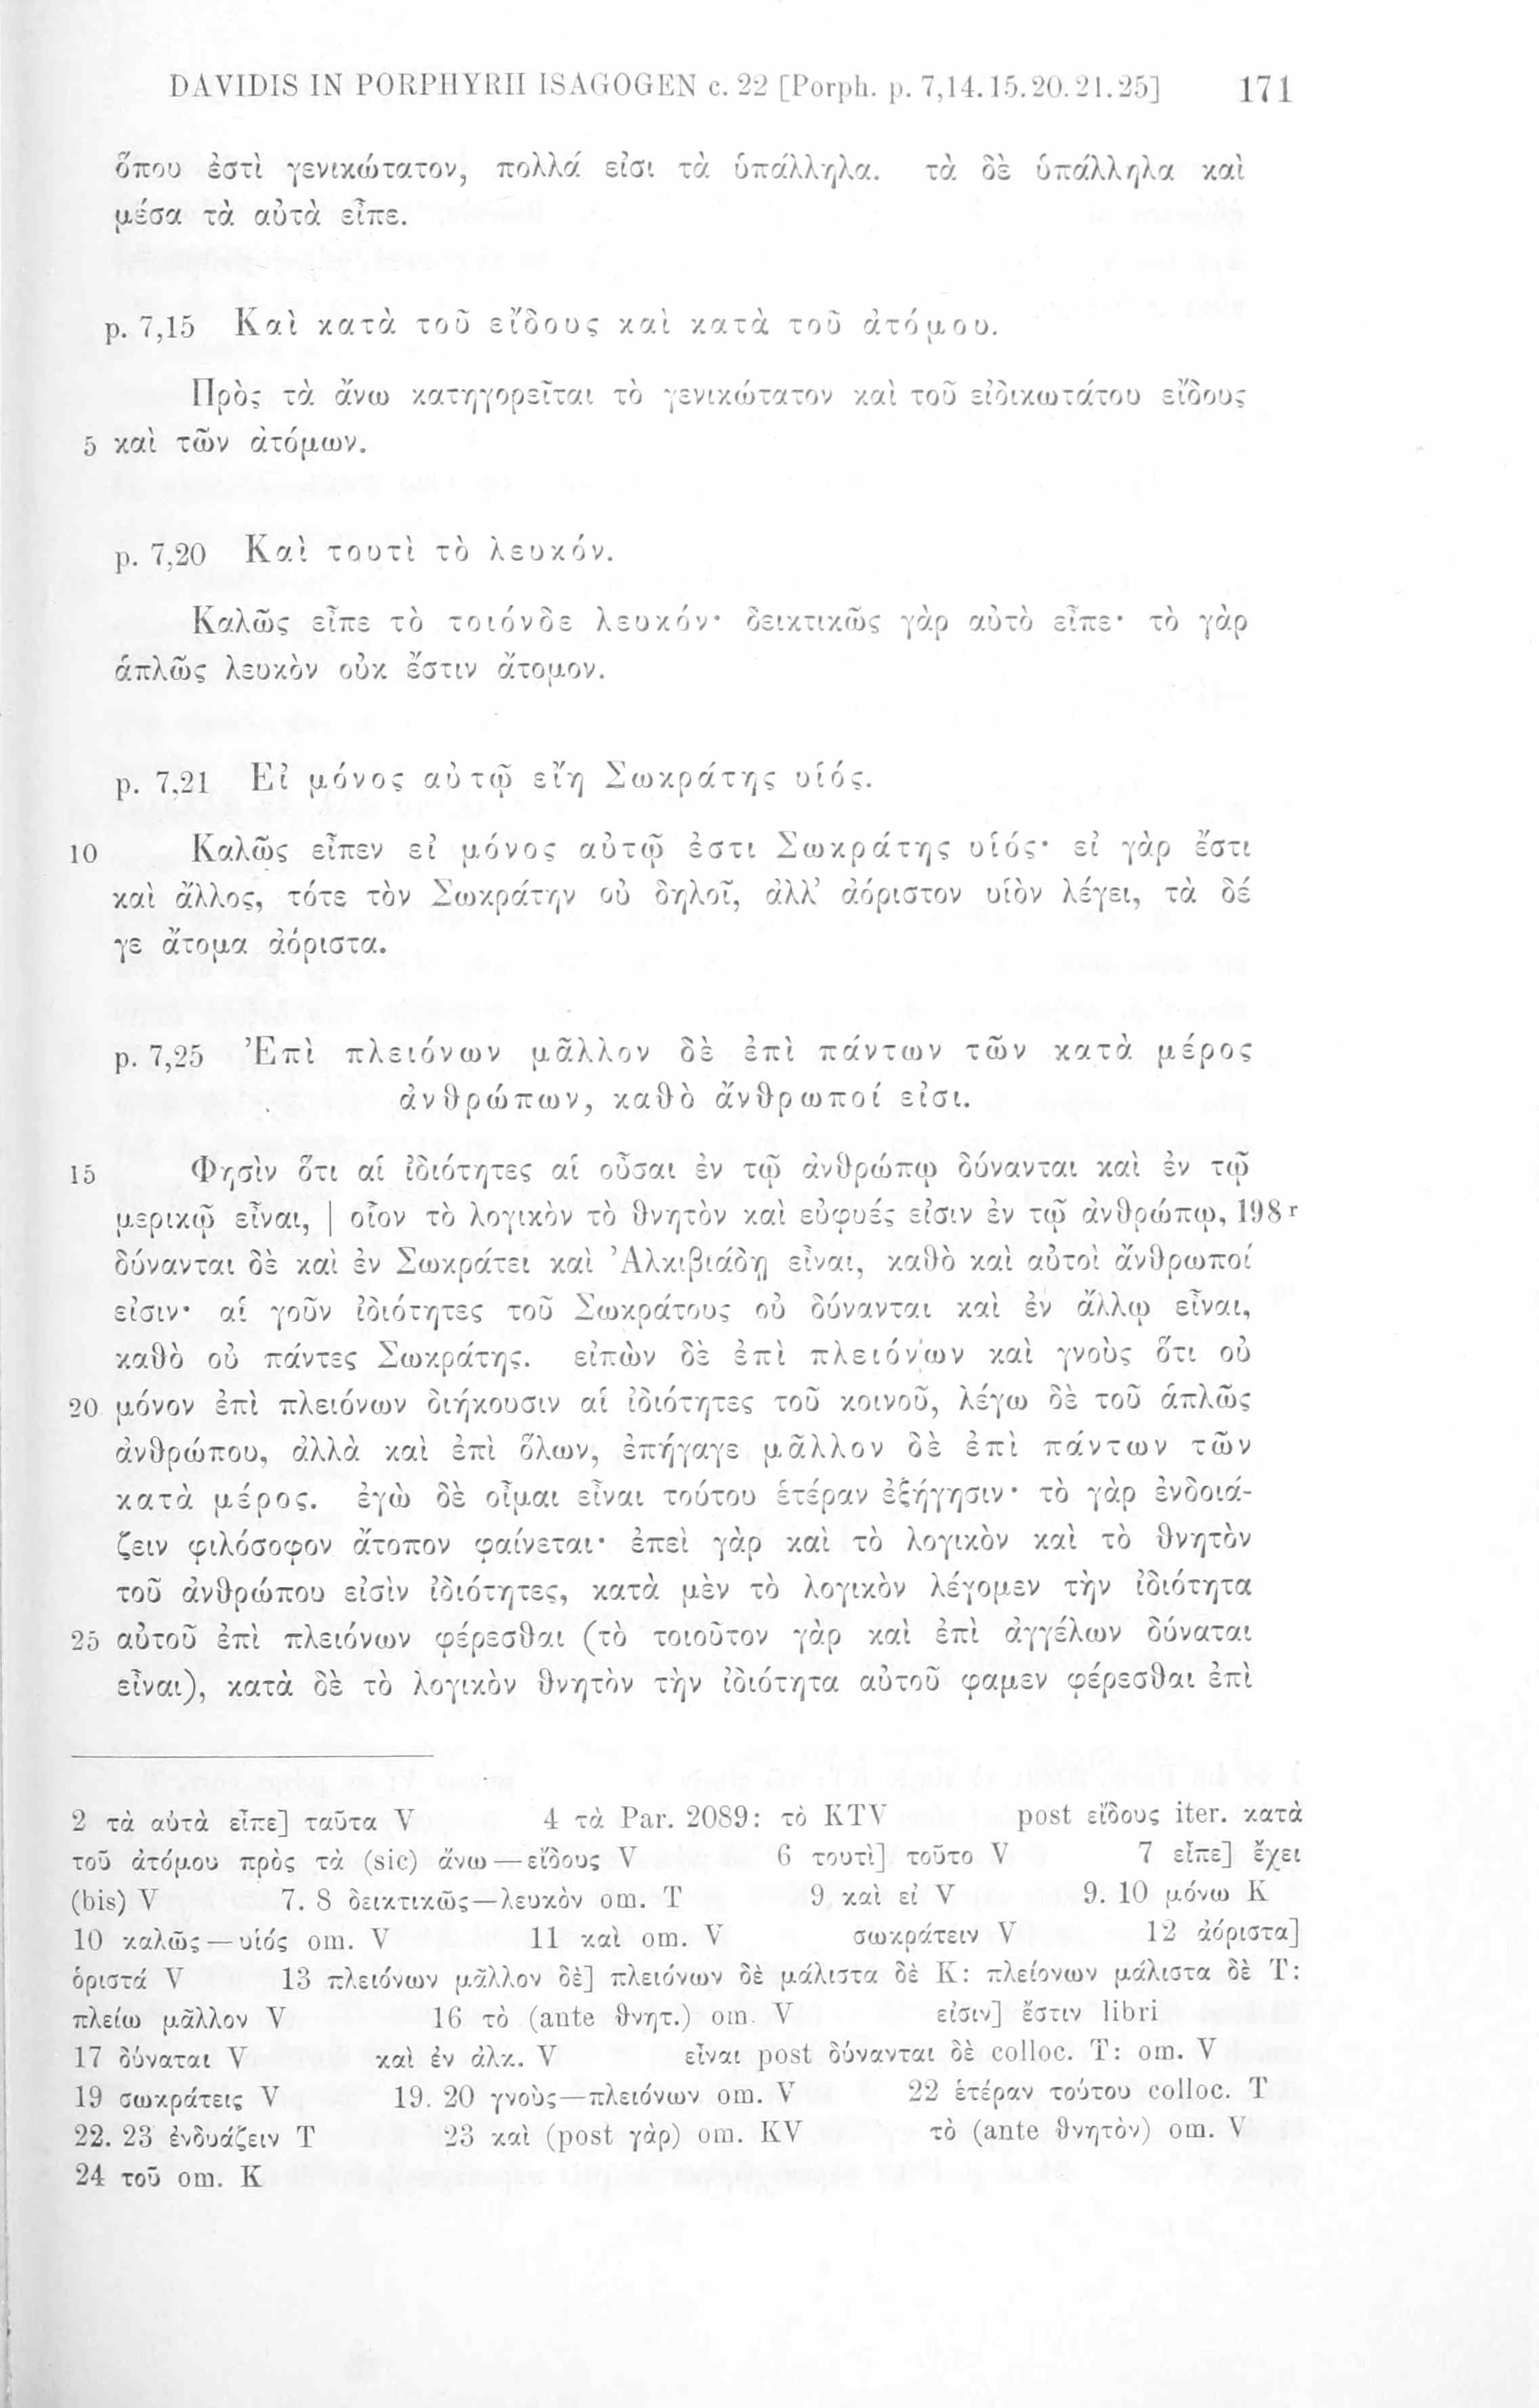 DAVIDIS IN PORPHYRII ISAGOGEN c. 22 [Porph. p. 7,14.15.20.21.25] 171
ὅπου ἐστὶ γενικώτατον, πολλά εἰσι τὰ ὑπάλληλα. τὰ δὲ ὑπάλληλα καὶ
μέσα τὰ αὐτὰ εἶπε.
p. 7,15 Καὶ κατὰ τοῦ εἴδους καὶ κατὰ τοῦ ἀτόμου.
Πρὸς τὰ ἄνω κατηγορεῖται τὸ γενικώτατον καὶ τοῦ εἰδικωτάτου εἴδους
5 καὶ τῶν ἀτόμων.
p. 7,20 Καὶ τουτὶ τὸ λευκόν.
Καλῶς εἶπε τὸ τοιόνδε λευκόν· δεικτικῶς γὰρ αὐτὸ εἶπε· τὸ γὰρ
ἁπλῶς λευκὸν οὐκ ἔστιν ἄτομον.
p. 7,21 Εἰ μόνος αὐτῷ εἴη Σωκράτης υἱός.
10 Καλῶς εἶπεν εἰ μόνος αὐτῷ ἐστι Σωκράτης υἱός· εἰ γὰρ ἔστι
καὶ ἄλλος, τότε τὸν Σωκράτην οὐ δηλοῖ, ἀλλ’ ἀόριστον υἱὸν λέγει, τὰ δέ
γε ἄτομα ἀόριστα.
p. 7,25 Ἐπὶ πλειόνων μᾶλλον δὲ ἐπὶ πάντων τῶν κατὰ μέρος
ἀνθρώπων, καθὸ ἄνθρωποί εἰσι.
15 Φησὶν ὅτι αἱ ἰδιότητες αἱ οὖσαι ἐν τῷ ἀνθρώπῳ δύνανται καὶ ἐν τῷ
μερικῷ εἶναι, | οἷον τὸ λογικὸν τὸ θνητὸν καὶ εὐφυές εἰσιν ἐν τῷ ἀνθρώπῳ, 198r
δύνανται δὲ καὶ ἐν Σωκράτει καὶ Ἀλκιβιάδῃ εἶναι, καθὸ καὶ αὐτοὶ ἄνθρωποί
εἰσιν· αἱ γοῦν ἰδιότητες τοῦ Σωκράτους οὐ δύνανται καὶ ἐν ἄλλῳ εἶναι,
καθὸ οὐ πάντες Σωκράτης. εἰπὼν δὲ ἐπὶ πλειόνων καὶ γνοὺς ὅτι οὐ
20 μόνον ἐπὶ πλειόνων διήκουσιν αἱ ἰδιότητες τοῦ κοινοῦ, λέγω δὲ τοῦ ἁπλῶς
ἀνθρώπου, ἀλλὰ καὶ ἐπὶ ὅλων, ἐπήγαγε μᾶλλον δὲ ἐπὶ πάντων τῶν
κατὰ μέρος. ἐγὼ δὲ οἶμαι εἶναι τούτου ἑτέραν ἐξήγησιν· τὸ γὰρ ἐνδοιά-
ζειν φιλόσοφον ἄτοπον φαίνεται· ἐπεὶ γὰρ καὶ τὸ λογικὸν καὶ τὸ θνητὸν
τοῦ ἀνθρώπου εἰσὶν ἰδιότητες, κατὰ μὲν τὸ λογικὸν λέγομεν τὴν ἰδιότητα
25 αὐτοῦ ἐπὶ πλειόνων φέρεσθαι (τὸ τοιοῦτον γὰρ καὶ ἐπὶ ἀγγέλων δύναται
εἶναι), κατὰ δὲ τὸ λογικὸν θνητὸν τὴν ἰδιότητα αὐτοῦ φαμεν φέρεσθαι ἐπὶ
2 τὰ αὐτὰ εἶπε] ταῦτα V 4 τὰ Par. 2089: τὸ KTV post εἴδους iter. κατὰ
τοῦ ἀτόμου πρὸς τὰ (sic) ἄνω—εἴδους V 6 τουτὶ] τοῦτο V 7 εἶπε] ἔχει
(bis) V 7. 8 δεικτικῶς—λευκὸν om. T 9 καὶ εἰ V 9. 10 μόνω K
10 καλῶς—υἱός om. V 11 καὶ om. V σωκράτειν V 12 ἀόριστα]
ὁριστά V 13 πλειόνων μᾶλλον δὲ] πλειόνων δὲ μάλιστα δὲ K: πλείονων μάλιστα δὲ T:
πλείω μᾶλλον V 16 τὸ (ante θνητ.) om. V εἰσιν] ἔστιν libri
17 δύναται V καὶ ἐν ἀλκ. V εἶναι post δύνανται δὲ colloc. T: om. V
19 σωκράτεις V 19. 20 γνοὺς—πλειόνων om. V 22 ἑτέραν τούτου colloc. T
22. 23 ἐνδυάζειν T 23 καὶ (post γὰρ) om. KV τὸ (ante θνητὸν) om. V
24 τοῦ om. K